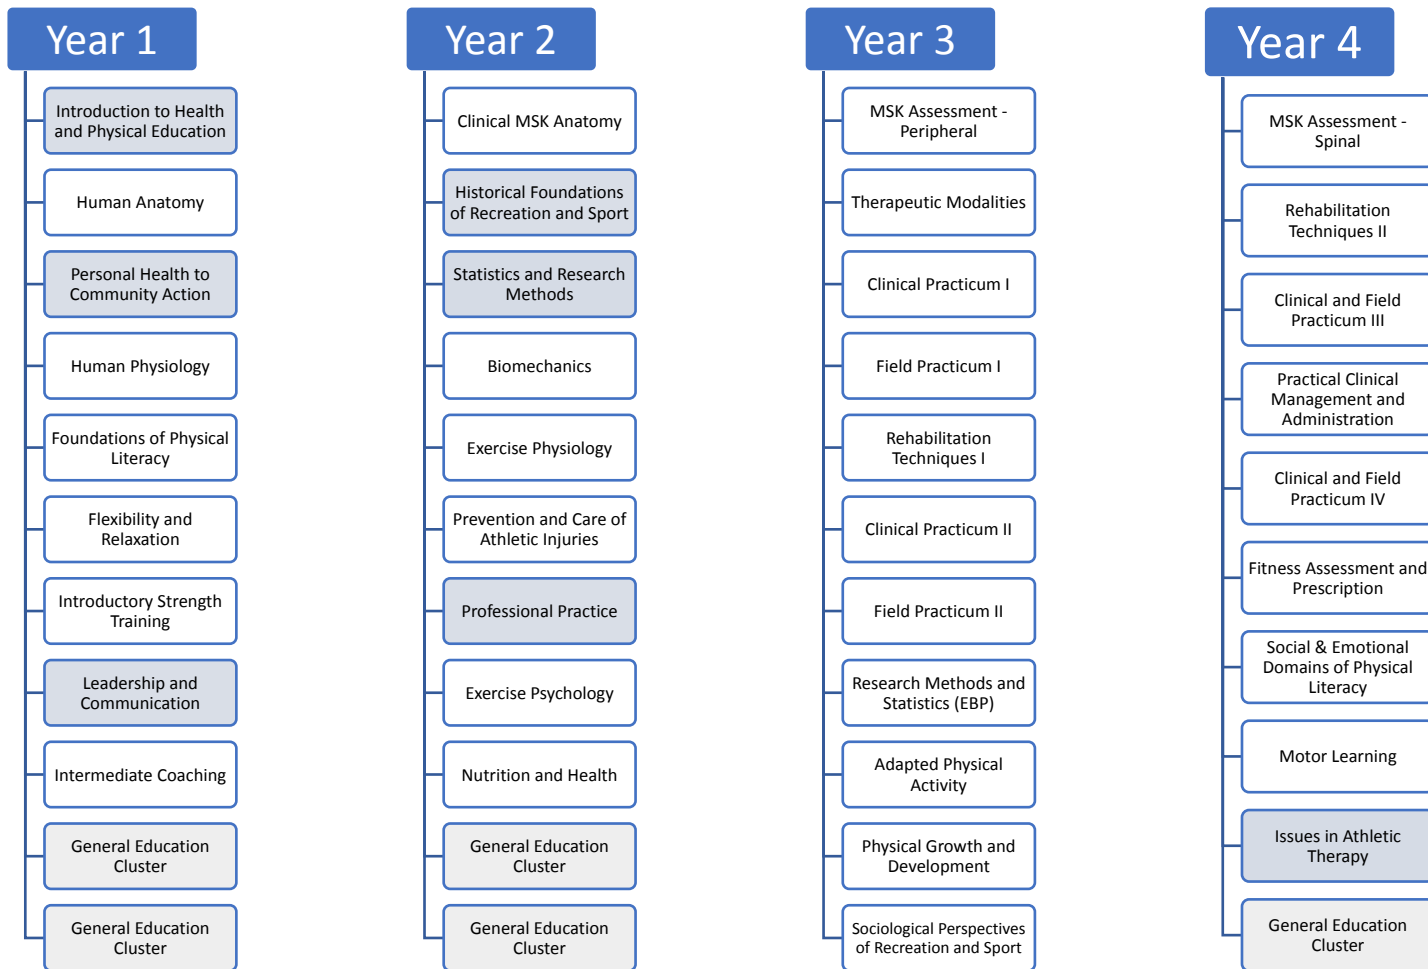 Year 1
Introduction to Health
and Physical Education
Human Anatomy
Personal Health to
Community Action
Human Physiology
Foundations of Physical
Literacy
Flexibility and
Relaxation
Introductory Strength
Training
Leadership and
Communication
Intermediate Coaching
General Education
Cluster
General Education
Cluster
Year 2
Clinical MSK Anatomy
Historical Foundations
of Recreation and Sport
Statistics and Research
Methods
Biomechanics
Exercise Physiology
Prevention and Care of
Athletic Injuries
Professional Practice
Exercise Psychology
Nutrition and Health
General Education
Cluster
General Education
Cluster
Year 3
MSK Assessment -
Peripheral
Therapeutic Modalities
Clinical Practicum I
Field Practicum I
Rehabilitation
Techniques I
Clinical Practicum II
Field Practicum II
Research Methods and
Statistics (EBP)
Adapted Physical
Activity
Physical Growth and
Development
Sociological Perspectives
of Recreation and Sport
Year 4
MSK Assessment -
Spinal
Rehabilitation
Techniques II
Clinical and Field
Practicum III
Practical Clinical
Management and
Administration
Clinical and Field
Practicum IV
Fitness Assessment and
Prescription
Social & Emotional
Domains of Physical
Literacy
Motor Learning
Issues in Athletic
Therapy
General Education
Cluster